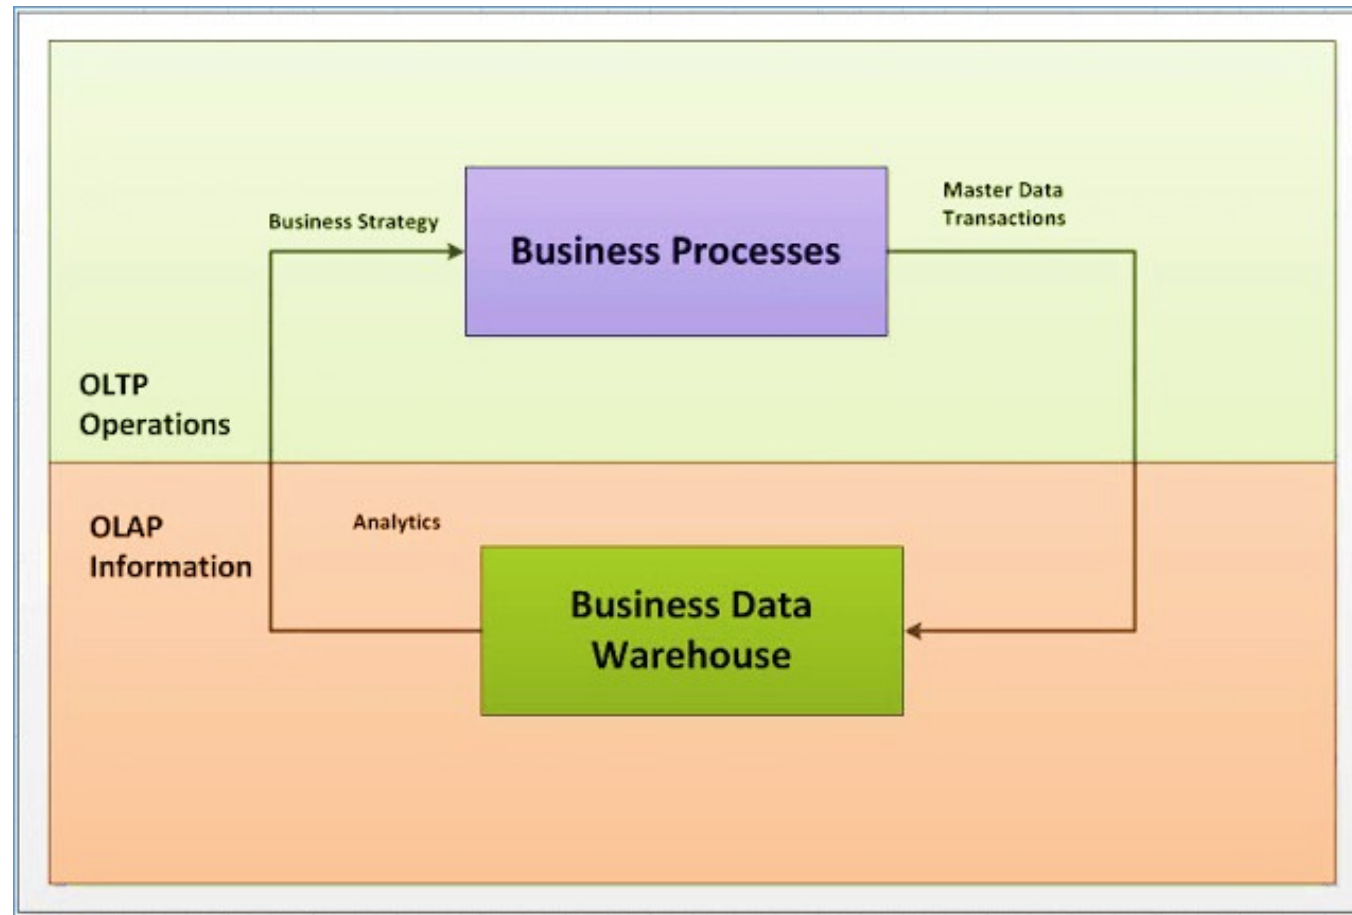 Master Data
Transactions
Business Strategy
Business Processes
OLTP
Operations
OLAP
Information
Analytics
Business Data
Warehouse